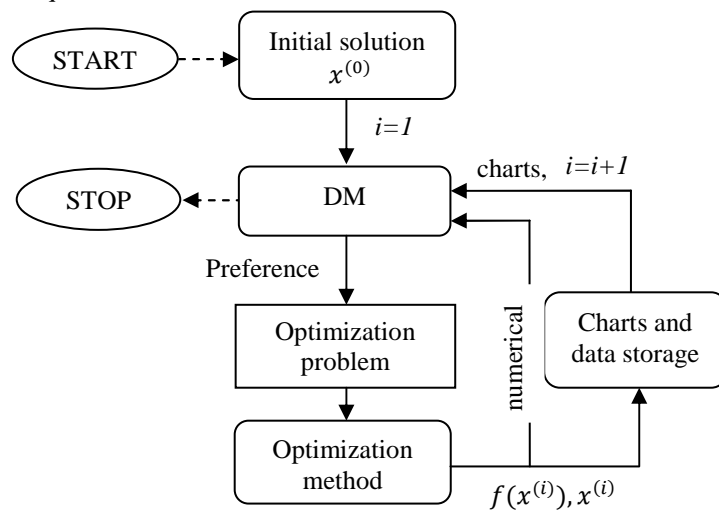 START
Initial solution
x⁽⁰⁾
i=1
STOP
DM
charts, i=i+1
Preference
Optimization
problem
numerical
Charts and
data storage
Optimization
method
f(x⁽ⁱ⁾), x⁽ⁱ⁾